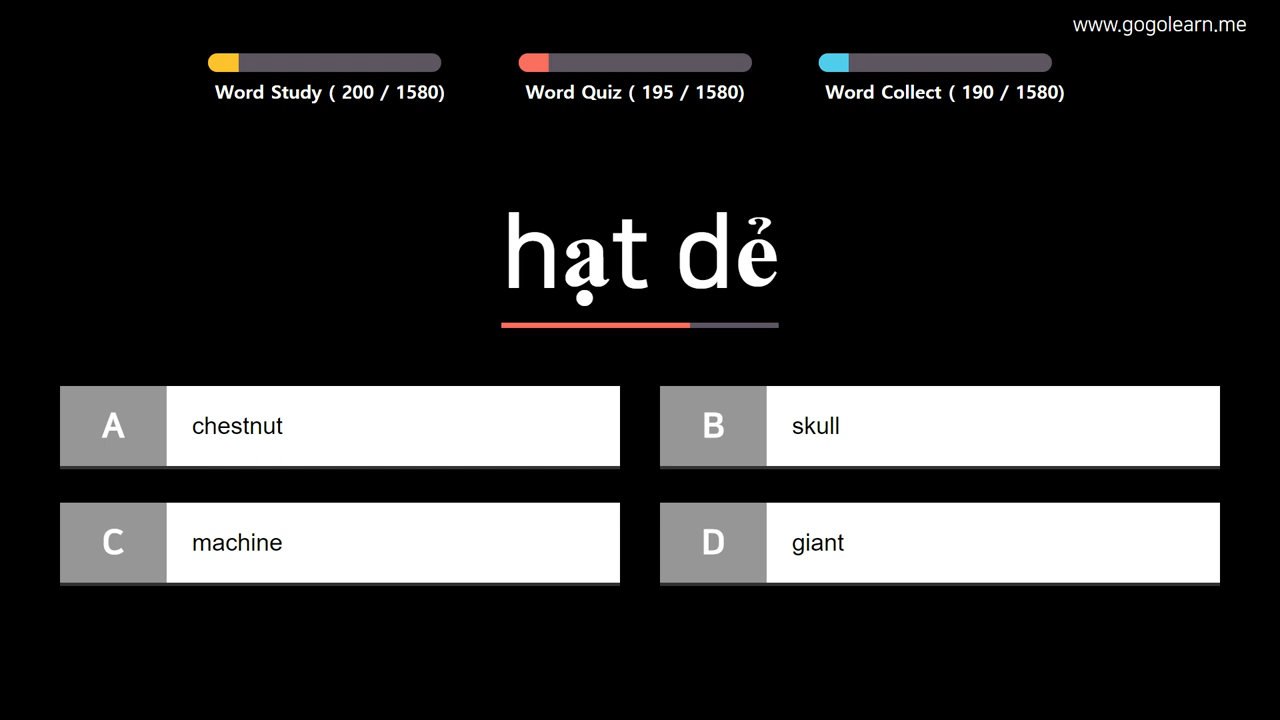 www.gogolearn.me
Word Study ( 200 / 1580)
Word Quiz ( 195 / 1580)
Word Collect ( 190 / 1580)
hạt dẻ
A chestnut
B skull
C machine
D giant